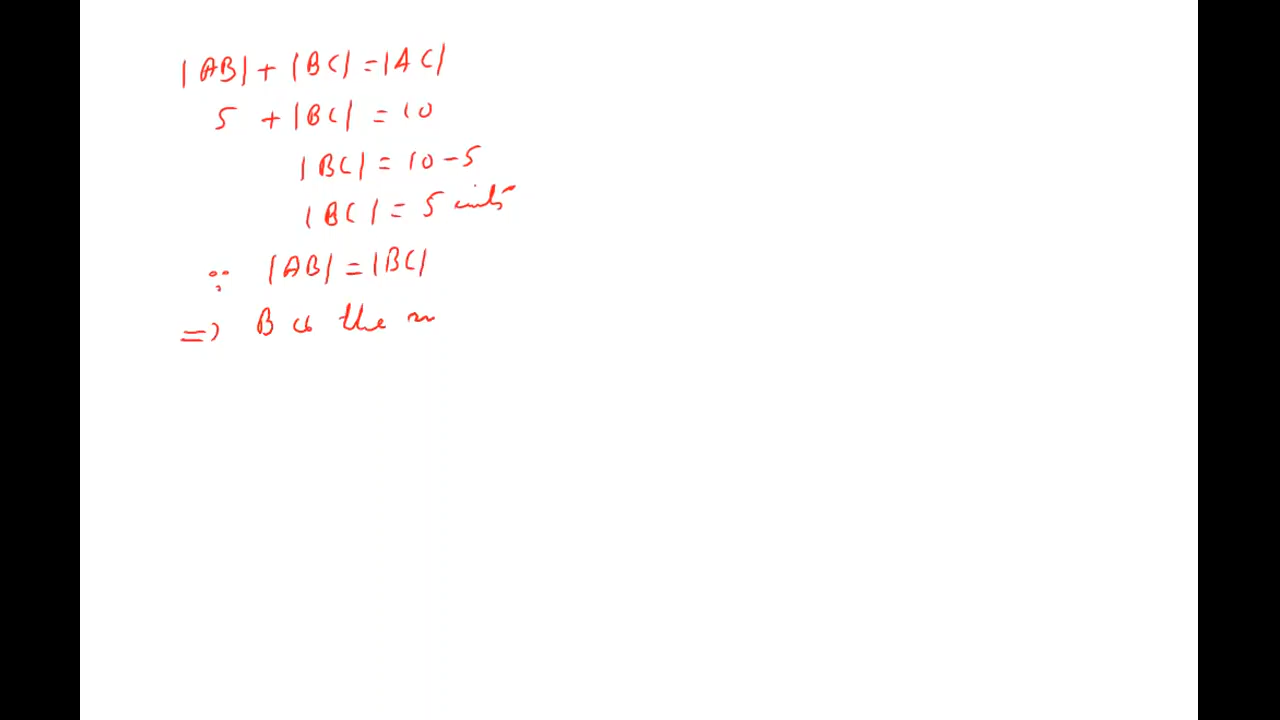 |AB| + |BC| = |AC|
5 + |BC| = 10
|BC| = 10 - 5
|BC| = 5 units
∵ |AB| = |BC|
=> B is the m